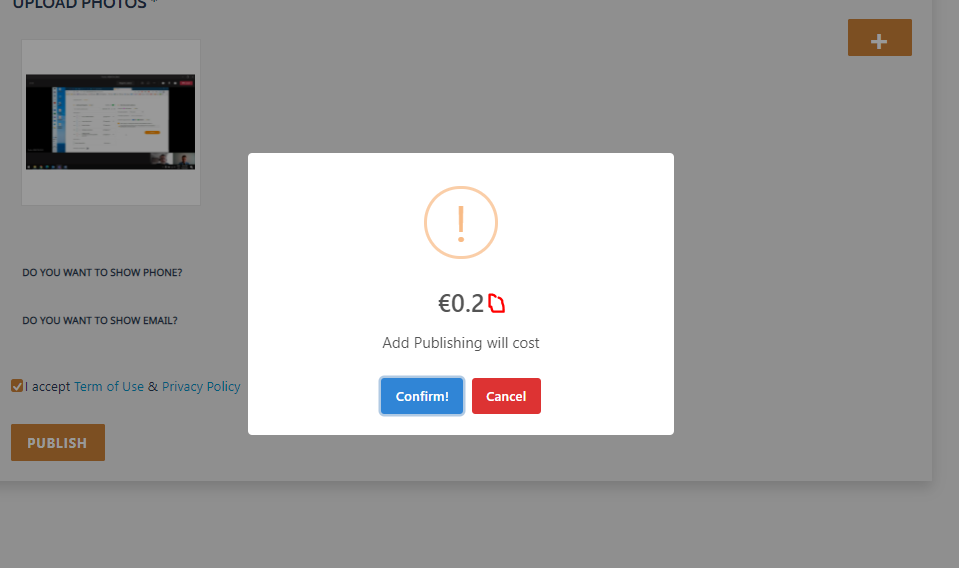 UPLOAD PHOTOS *
+
DO YOU WANT TO SHOW PHONE?
DO YOU WANT TO SHOW EMAIL?
I accept Term of Use & Privacy Policy
PUBLISH
!
€0.2
Add Publishing will cost
Confirm!
Cancel